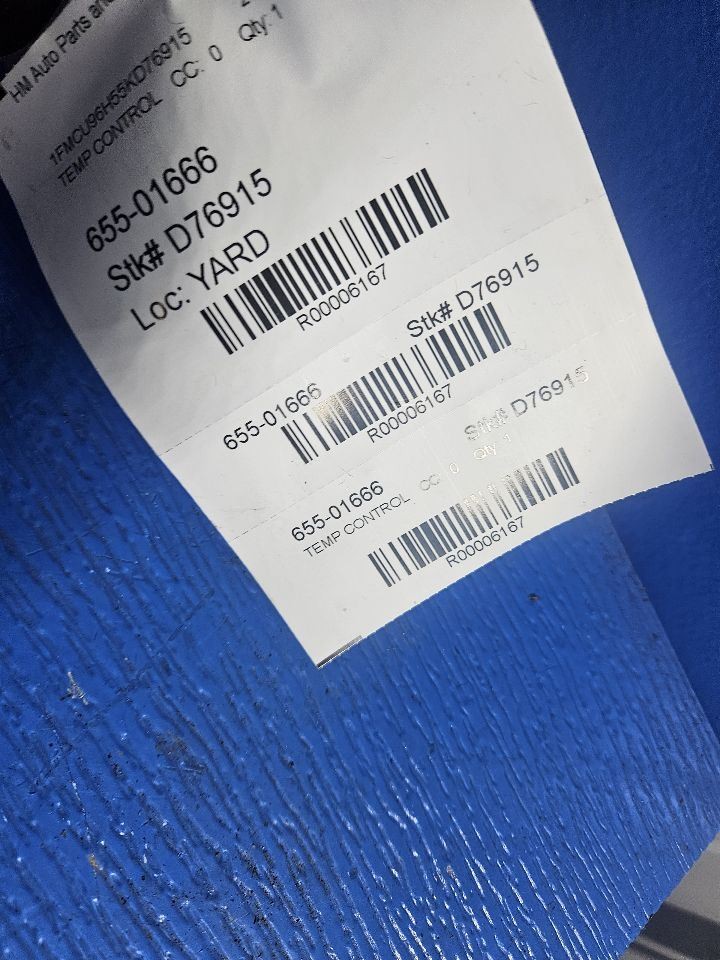 HM Auto Parts and
1FMCU96H55KD76915
TEMP CONTROL CC: 0 Qty: 1
655-01666
Stk# D76915
Loc: YARD
R00006167
655-01666 Stk# D76915
R00006167
655-01666 Stk# D76915
TEMP CONTROL CC: 0 Qty: 1
R00006167